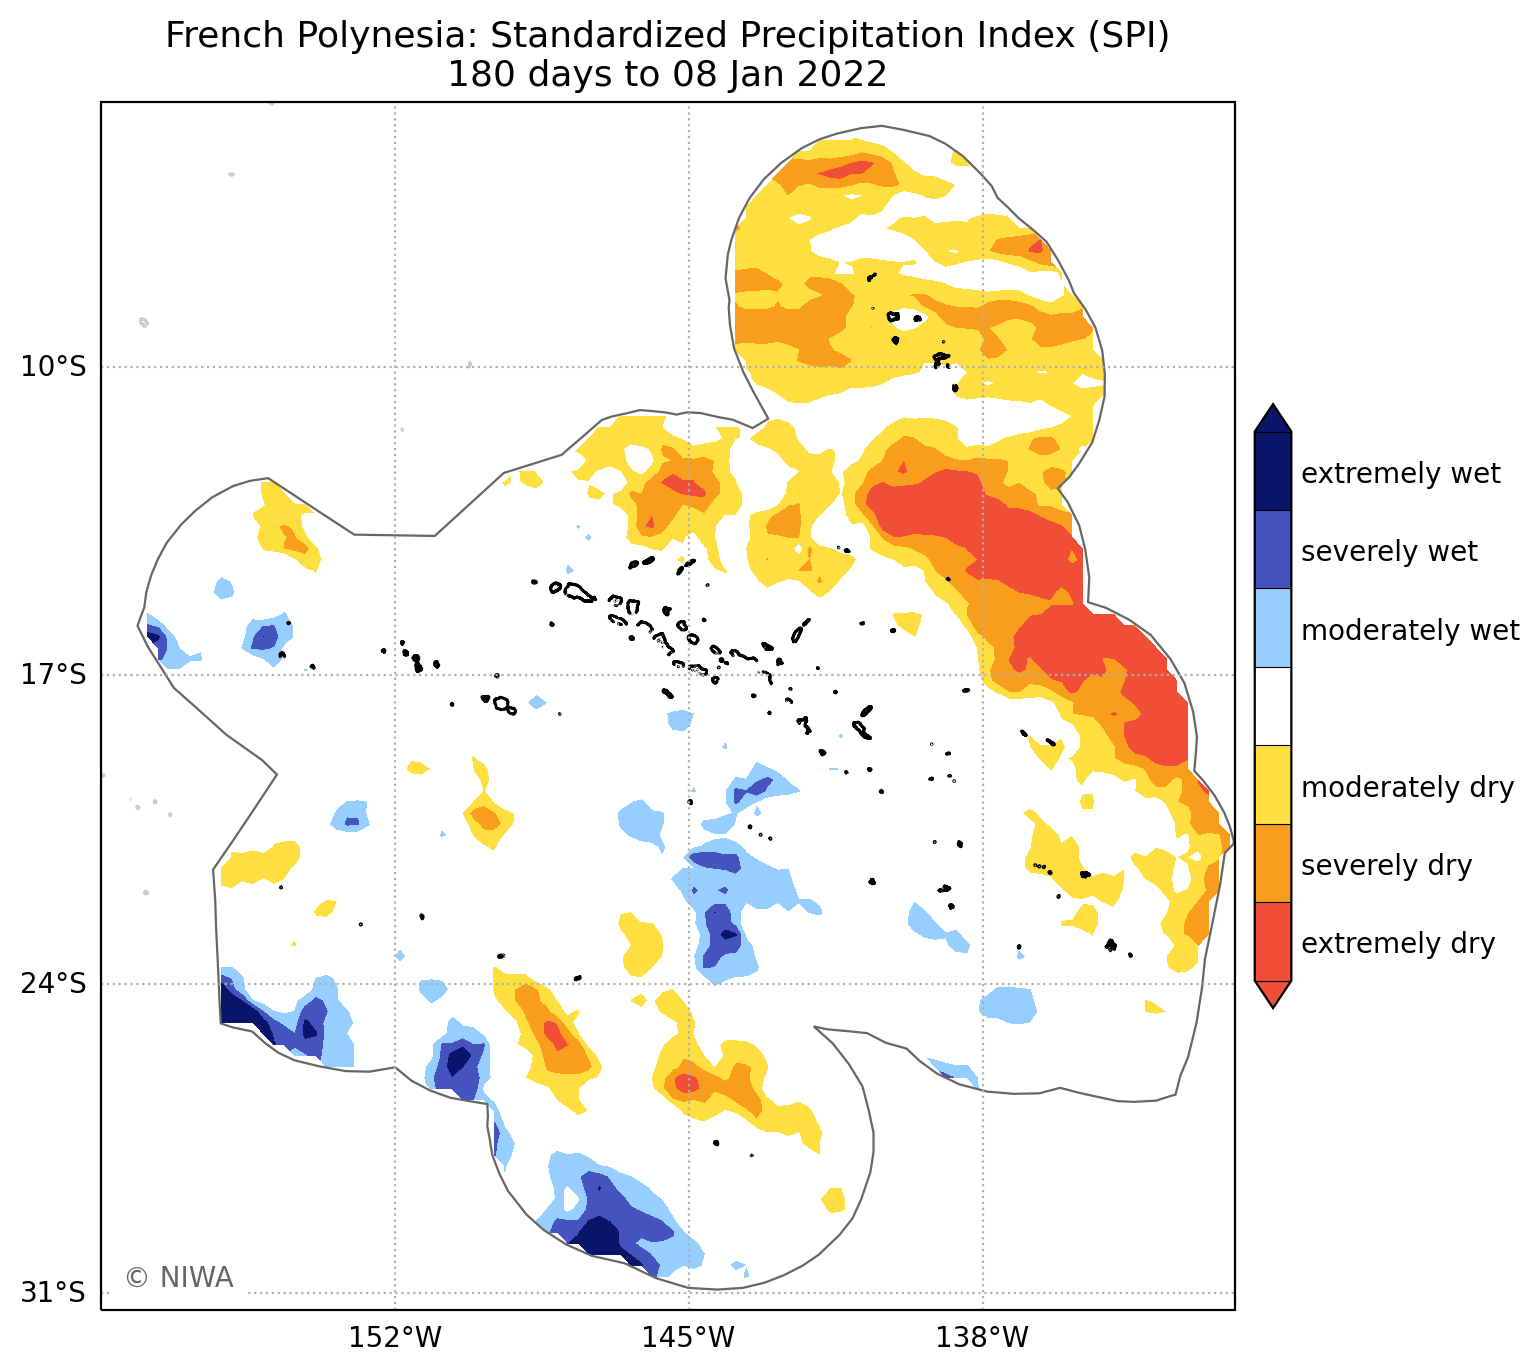 French Polynesia: Standardized Precipitation Index (SPI)
180 days to 08 Jan 2022
10°S
17°S
24°S
31°S
152°W
145°W
138°W
extremely wet
severely wet
moderately wet
moderately dry
severely dry
extremely dry
© NIWA